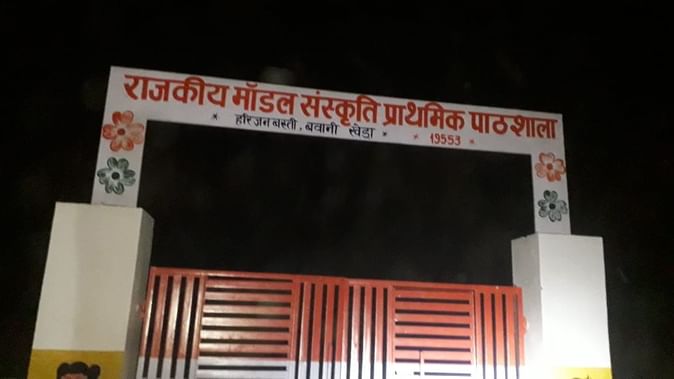 राजकीय मॉडल संस्कृति प्राथमिक पाठशाला
* हरिजन बस्ती, बवानी खेड़ा * * 19553 *